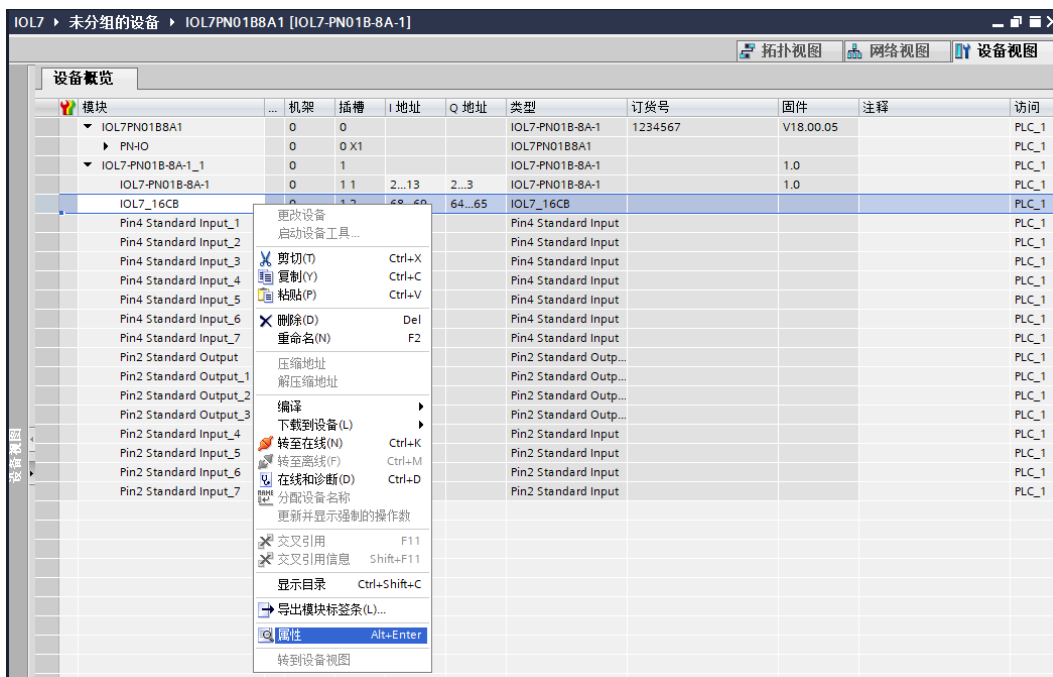 IOL7 ▸ 未分组的设备 ▸ IOL7PN01B8A1 [IOL7-PN01B-8A-1]
拓扑视图 网络视图 设备视图
设备概览
模块 ... 机架 插槽 I 地址 Q 地址 类型 订货号 固件 注释 访问
IOL7PN01B8A1 0 0 IOL7-PN01B-8A-1 1234567 V18.00.05 PLC_1
PN-IO 0 0 X1 IOL7PN01B8A1 PLC_1
IOL7-PN01B-8A-1_1 0 1 IOL7-PN01B-8A-1 1.0 PLC_1
IOL7-PN01B-8A-1 0 1 1 2...13 2...3 IOL7-PN01B-8A-1 1.0 PLC_1
IOL7_16CB 0 1 2 68...69 64...65 IOL7_16CB PLC_1
Pin4 Standard Input_1 Pin4 Standard Input PLC_1
Pin4 Standard Input_2 Pin4 Standard Input PLC_1
Pin4 Standard Input_3 Pin4 Standard Input PLC_1
Pin4 Standard Input_4 Pin4 Standard Input PLC_1
Pin4 Standard Input_5 Pin4 Standard Input PLC_1
Pin4 Standard Input_6 Pin4 Standard Input PLC_1
Pin4 Standard Input_7 Pin4 Standard Input PLC_1
Pin2 Standard Output Pin2 Standard Outp... PLC_1
Pin2 Standard Output_1 Pin2 Standard Outp... PLC_1
Pin2 Standard Output_2 Pin2 Standard Outp... PLC_1
Pin2 Standard Output_3 Pin2 Standard Outp... PLC_1
Pin2 Standard Input_4 Pin2 Standard Input PLC_1
Pin2 Standard Input_5 Pin2 Standard Input PLC_1
Pin2 Standard Input_6 Pin2 Standard Input PLC_1
Pin2 Standard Input_7 Pin2 Standard Input PLC_1
更改设备
启动设备工具...
剪切(T) Ctrl+X
复制(Y) Ctrl+C
粘贴(P) Ctrl+V
删除(D) Del
重命名(N) F2
压缩地址
解压缩地址
编译
下载到设备(L)
转至在线(N) Ctrl+K
转至离线(F) Ctrl+M
在线和诊断(D) Ctrl+D
分配设备名称
更新并显示强制的操作数
交叉引用 F11
交叉引用信息 Shift+F11
显示目录 Ctrl+Shift+C
导出模块标签条(L)...
属性 Alt+Enter
转到设备视图
设备视图